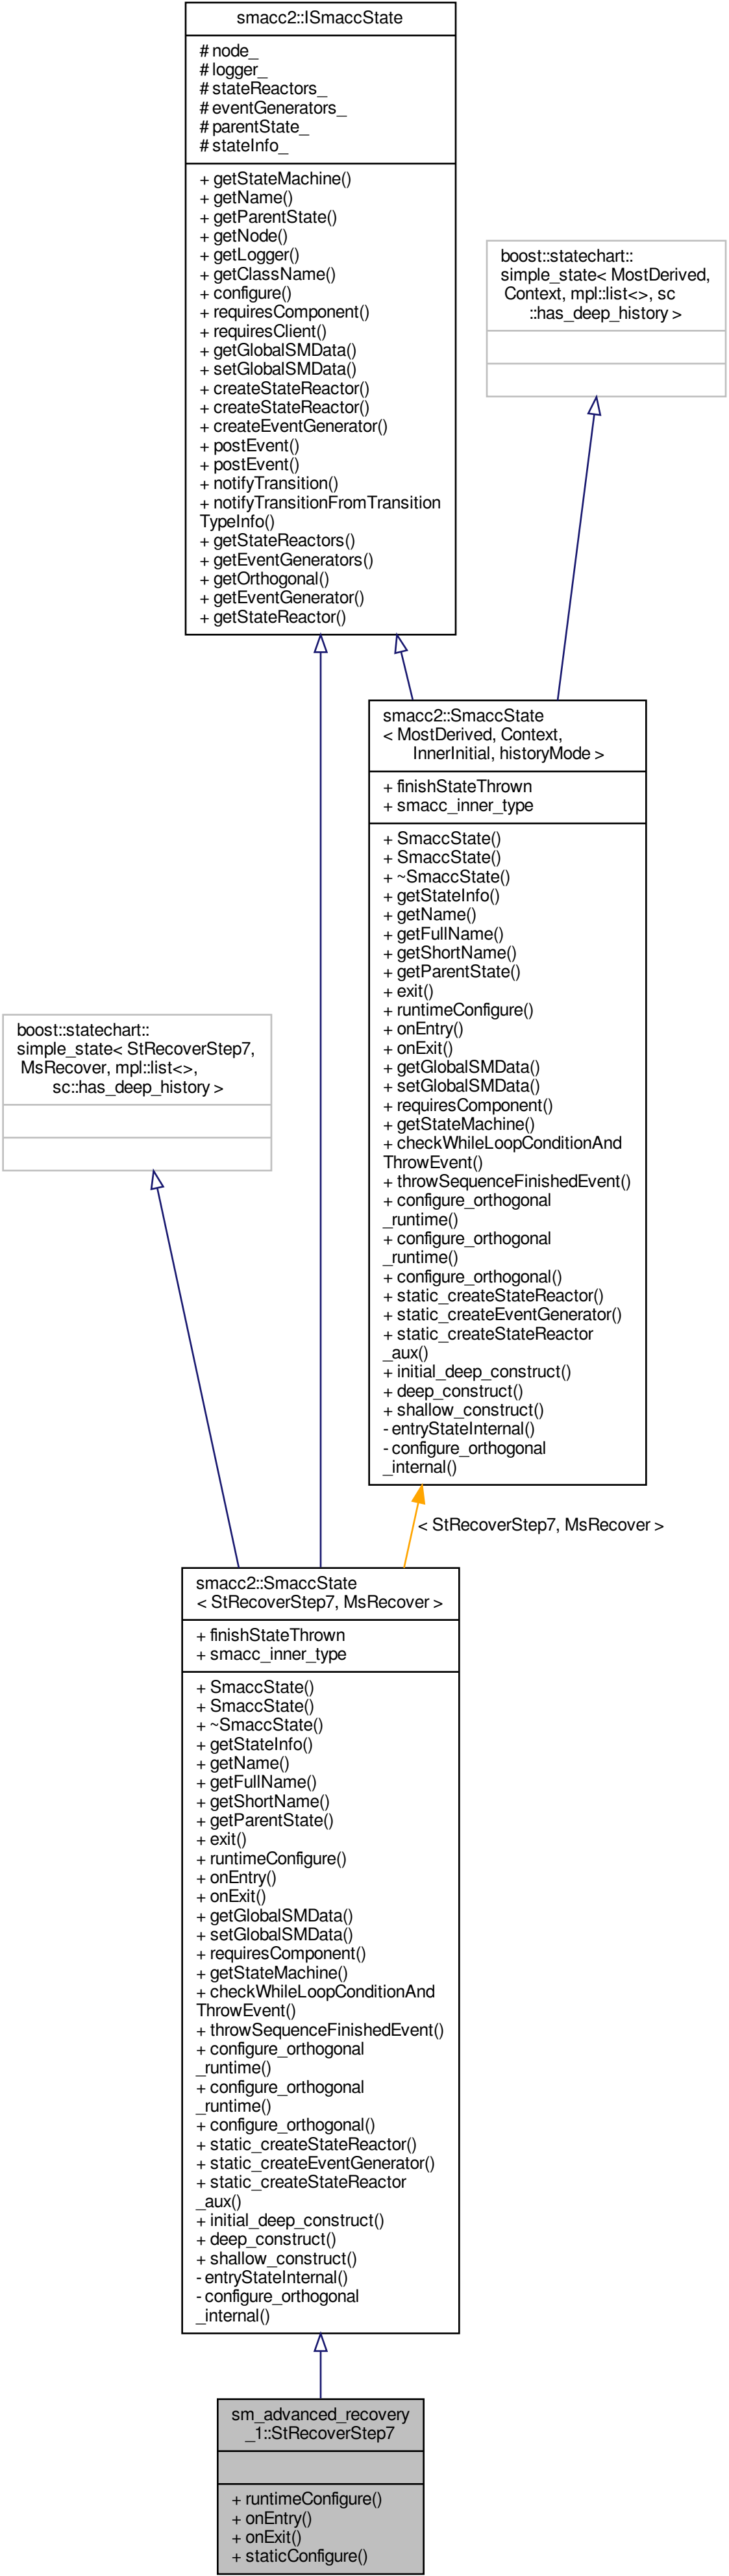 smacc2::ISmaccState
# node_
# logger_
# stateReactors_
# eventGenerators_
# parentState_
# stateInfo_
+ getStateMachine()
+ getName()
+ getParentState()
+ getNode()
+ getLogger()
+ getClassName()
+ configure()
+ requiresComponent()
+ requiresClient()
+ getGlobalSMData()
+ setGlobalSMData()
+ createStateReactor()
+ createStateReactor()
+ createEventGenerator()
+ postEvent()
+ postEvent()
+ notifyTransition()
+ notifyTransitionFromTransition
TypeInfo()
+ getStateReactors()
+ getEventGenerators()
+ getOrthogonal()
+ getEventGenerator()
+ getStateReactor()
boost::statechart::
simple_state< MostDerived,
Context, mpl::list<>, sc
::has_deep_history >
smacc2::SmaccState
< MostDerived, Context,
InnerInitial, historyMode >
+ finishStateThrown
+ smacc_inner_type
+ SmaccState()
+ SmaccState()
+ ~SmaccState()
+ getStateInfo()
+ getName()
+ getFullName()
+ getShortName()
+ getParentState()
+ exit()
+ runtimeConfigure()
+ onEntry()
+ onExit()
+ getGlobalSMData()
+ setGlobalSMData()
+ requiresComponent()
+ getStateMachine()
+ checkWhileLoopConditionAnd
ThrowEvent()
+ throwSequenceFinishedEvent()
+ configure_orthogonal
_runtime()
+ configure_orthogonal
_runtime()
+ configure_orthogonal()
+ static_createStateReactor()
+ static_createEventGenerator()
+ static_createStateReactor
_aux()
+ initial_deep_construct()
+ deep_construct()
+ shallow_construct()
- entryStateInternal()
- configure_orthogonal
_internal()
boost::statechart::
simple_state< StRecoverStep7,
MsRecover, mpl::list<>,
sc::has_deep_history >
< StRecoverStep7, MsRecover >
smacc2::SmaccState
< StRecoverStep7, MsRecover >
+ finishStateThrown
+ smacc_inner_type
+ SmaccState()
+ SmaccState()
+ ~SmaccState()
+ getStateInfo()
+ getName()
+ getFullName()
+ getShortName()
+ getParentState()
+ exit()
+ runtimeConfigure()
+ onEntry()
+ onExit()
+ getGlobalSMData()
+ setGlobalSMData()
+ requiresComponent()
+ getStateMachine()
+ checkWhileLoopConditionAnd
ThrowEvent()
+ throwSequenceFinishedEvent()
+ configure_orthogonal
_runtime()
+ configure_orthogonal
_runtime()
+ configure_orthogonal()
+ static_createStateReactor()
+ static_createEventGenerator()
+ static_createStateReactor
_aux()
+ initial_deep_construct()
+ deep_construct()
+ shallow_construct()
- entryStateInternal()
- configure_orthogonal
_internal()
sm_advanced_recovery
_1::StRecoverStep7
+ runtimeConfigure()
+ onEntry()
+ onExit()
+ staticConfigure()